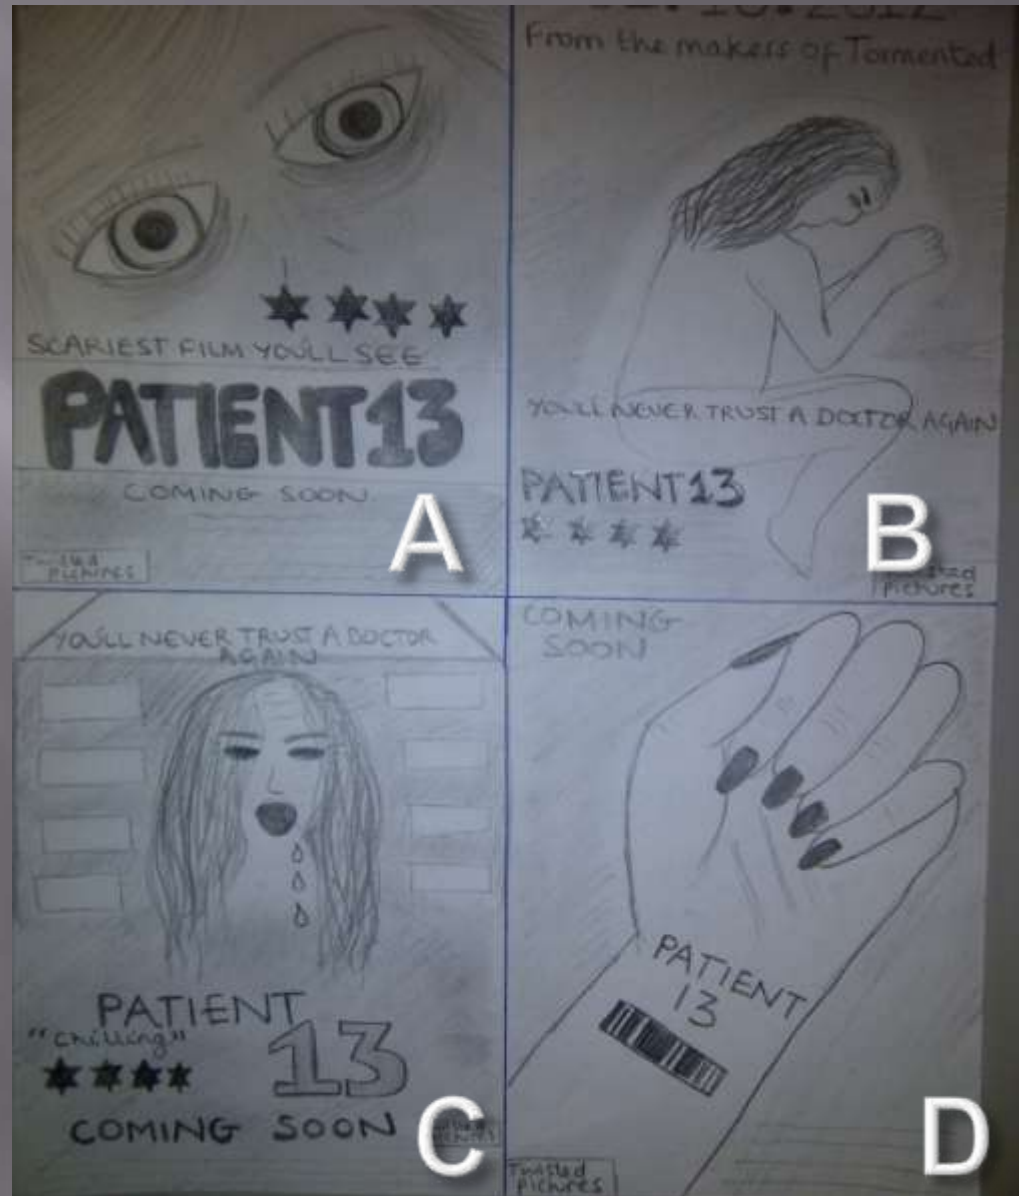 SCARIEST FILM YOU'LL SEE
PATIENT13
COMING SOON
Twisted
pictures
A
From the makers of Tormented
YOU'LL NEVER TRUST A DOCTOR AGAIN
PATIENT13
pictures
B
YOU'LL NEVER TRUST A DOCTOR
AGAIN
PATIENT
"chilling"
13
COMING SOON
C
COMING
SOON
PATIENT
13
Twisted
pictures
D